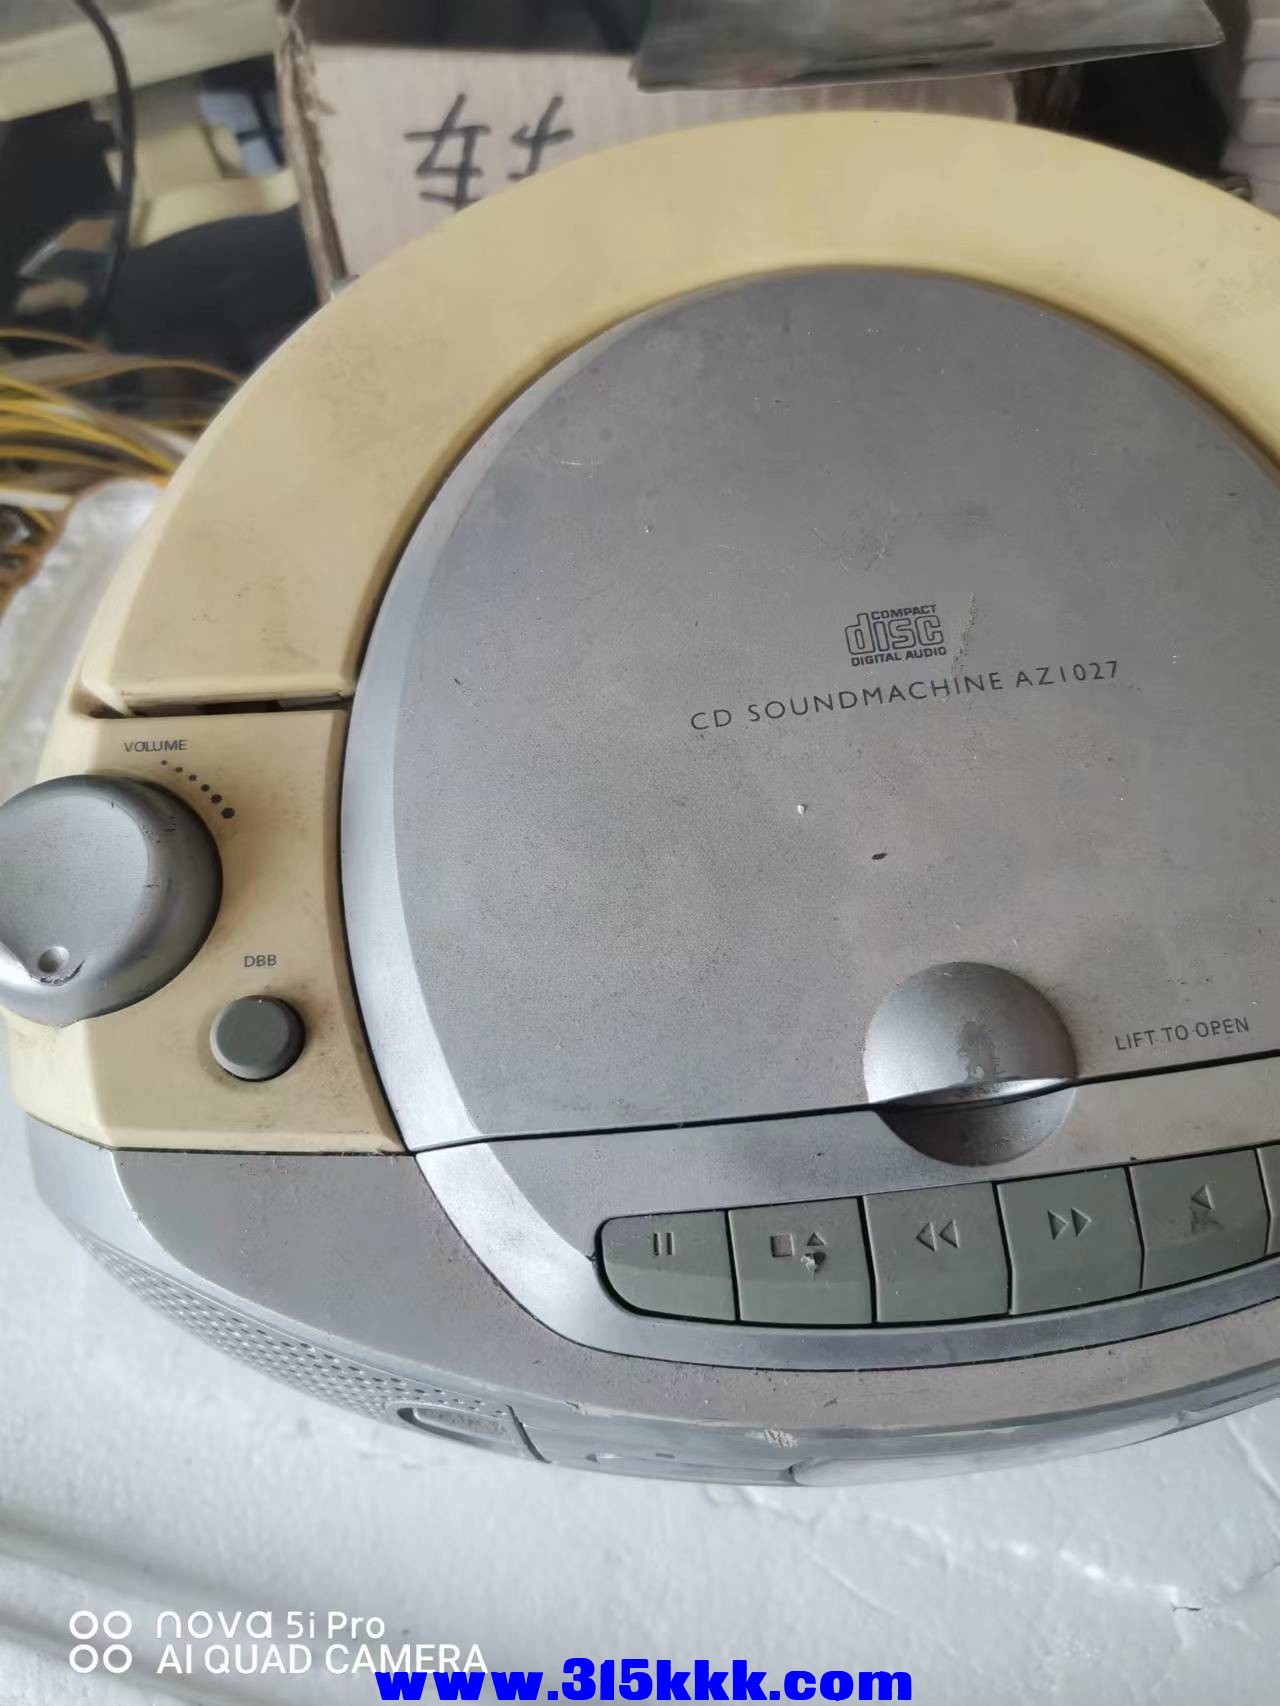 COMPACT
disc
DIGITAL AUDIO
CD SOUNDMACHINE AZ1027
VOLUME
DBB
LIFT TO OPEN
nova 5i Pro
AI QUAD CAMERA
www.315kkk.com